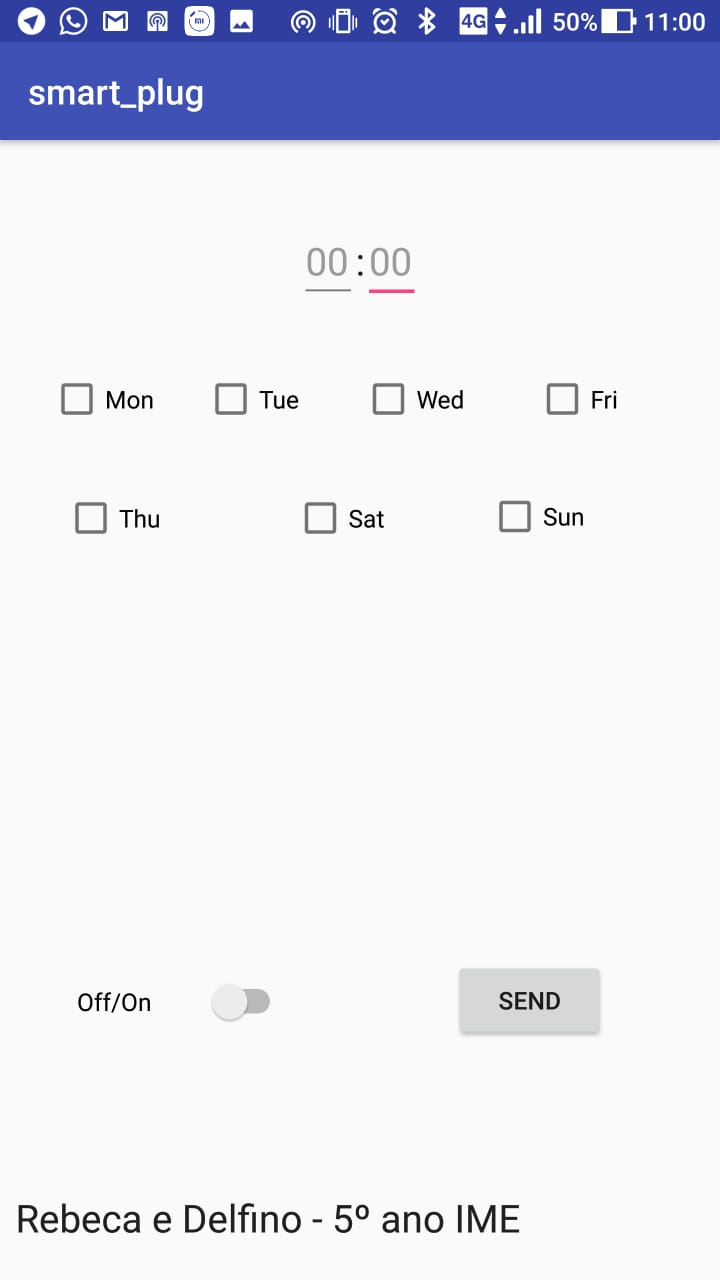 4G 50% 11:00
smart_plug
00:00
Mon Tue Wed Fri
Thu Sat Sun
Off/On SEND
Rebeca e Delfino - 5º ano IME